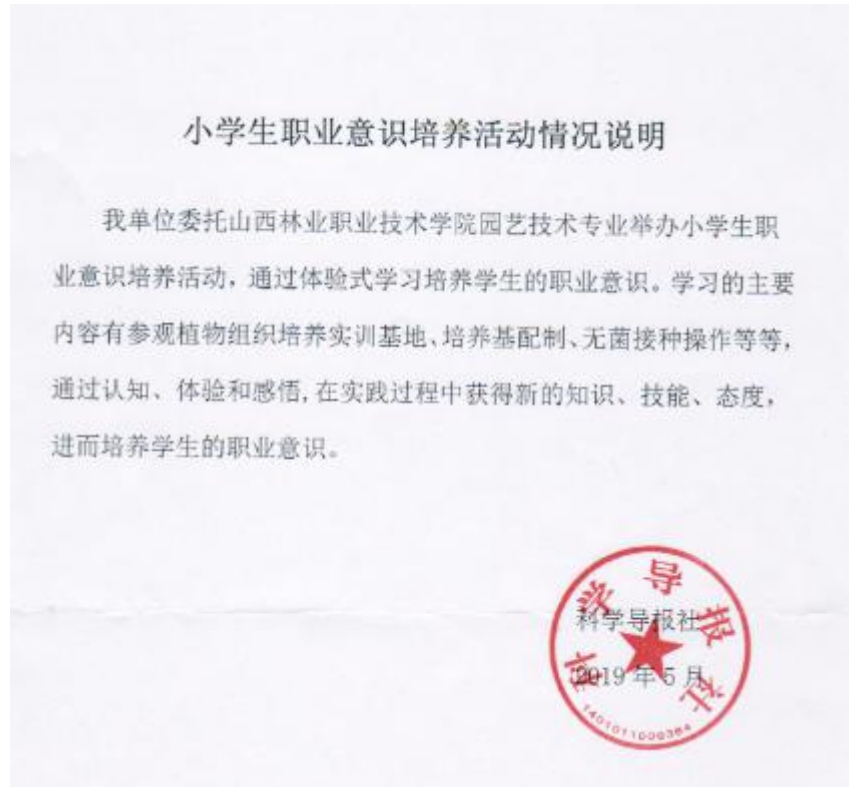 小学生职业意识培养活动情况说明
我单位委托山西林业职业技术学院园艺技术专业举办小学生职
业意识培养活动，通过体验式学习培养学生的职业意识。学习的主要
内容有参观植物组织培养实训基地、培养基配制、无菌接种操作等等，
通过认知、体验和感悟,在实践过程中获得新的知识、技能、态度，
进而培养学生的职业意识。
科学导报社
科学导报社
2019 年 5 月